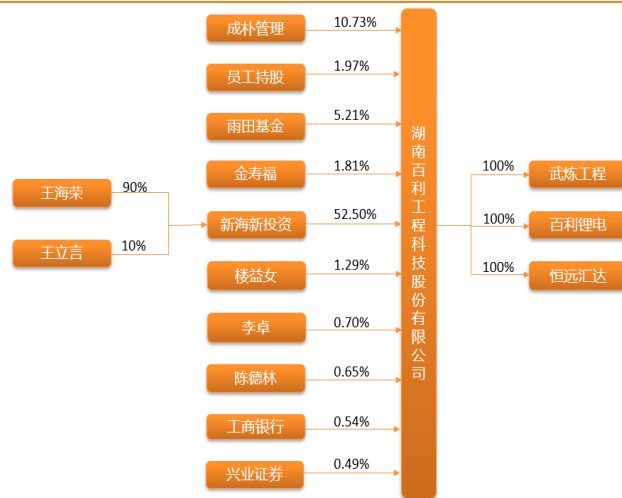 成朴管理
10.73%
员工持股
1.97%
雨田基金
5.21%
金寿福
1.81%
王海荣
90%
新海新投资
52.50%
王立言
10%
楼益女
1.29%
李卓
0.70%
陈德林
0.65%
工商银行
0.54%
兴业证券
0.49%
湖南百利工程科技股份有限公司
100%
武炼工程
100%
百利锂电
100%
恒远汇达